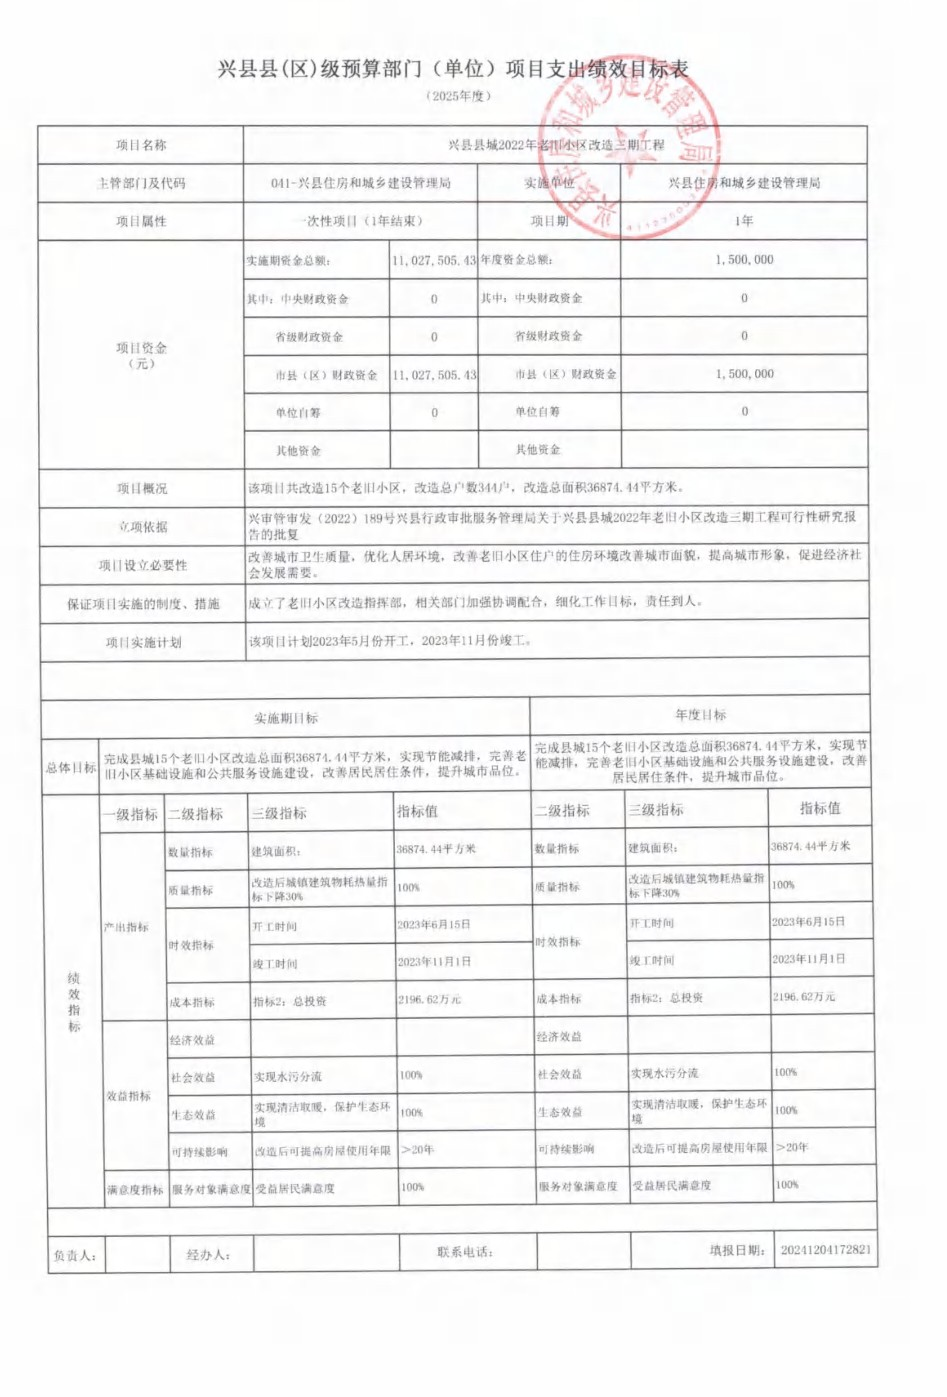 兴县县(区)级预算部门（单位）项目支出绩效目标表
（2025年度）
项目名称 兴县县城2022年老旧小区改造三期工程
主管部门及代码 041-兴县住房和城乡建设管理局 实施单位 兴县住房和城乡建设管理局
项目属性 一次性项目（1年结束） 项目期 1年
项目资金
（元）
实施期资金总额： 11,027,505.43 年度资金总额： 1,500,000
其中：中央财政资金 0 其中：中央财政资金 0
省级财政资金 0 省级财政资金 0
市县（区）财政资金 11,027,505.43 市县（区）财政资金 1,500,000
单位自筹 0 单位自筹 0
其他资金 其他资金
项目概况 该项目共改造15个老旧小区，改造总户数344户，改造总面积36874.44平方米。
立项依据 兴审管审发（2022）189号兴县行政审批服务管理局关于兴县县城2022年老旧小区改造三期工程可行性研究报
告的批复
项目设立必要性 改善城市卫生质量，优化人居环境，改善老旧小区住户的住房环境改善城市面貌，提高城市形象，促进经济社
会发展需要。
保证项目实施的制度、措施 成立了老旧小区改造指挥部，相关部门加强协调配合，细化工作目标，责任到人。
项目实施计划 该项目计划2023年5月份开工，2023年11月份竣工。
实施期目标 年度目标
总体目标
完成县城15个老旧小区改造总面积36874.44平方米，实现节能减排，完善老
旧小区基础设施和公共服务设施建设，改善居民居住条件，提升城市品位。
完成县城15个老旧小区改造总面积36874.44平方米，实现节
能减排，完善老旧小区基础设施和公共服务设施建设，改善
居民居住条件，提升城市品位。
绩效指标
一级指标 二级指标 三级指标 指标值 二级指标 三级指标 指标值
产出指标
数量指标 建筑面积： 36874.44平方米 数量指标 建筑面积： 36874.44平方米
质量指标 改造后城镇建筑物耗热量指
标下降30% 100% 质量指标 改造后城镇建筑物耗热量指
标下降30% 100%
时效指标 开工时间 2023年6月15日 时效指标 开工时间 2023年6月15日
竣工时间 2023年11月1日 竣工时间 2023年11月1日
成本指标 指标2：总投资 2196.62万元 成本指标 指标2：总投资 2196.62万元
效益指标
经济效益 经济效益
社会效益 实现水污分流 100% 社会效益 实现水污分流 100%
生态效益 实现清洁取暖，保护生态环
境 100% 生态效益 实现清洁取暖，保护生态环
境 100%
可持续影响 改造后可提高房屋使用年限 >20年 可持续影响 改造后可提高房屋使用年限 >20年
满意度指标 服务对象满意度 受益居民满意度 100% 服务对象满意度 受益居民满意度 100%
负责人： 经办人： 联系电话： 填报日期： 20241204172821
兴县住房和城乡建设管理局